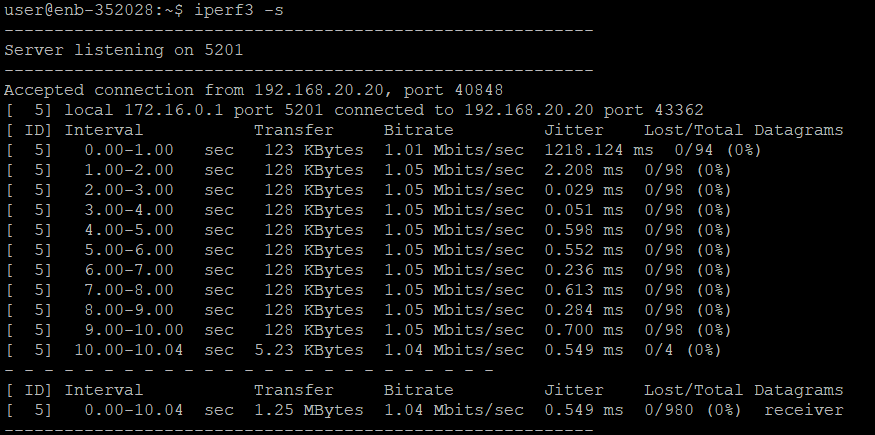 user@enb-352028:~$ iperf3 -s
-----------------------------------------------------------
Server listening on 5201
-----------------------------------------------------------
Accepted connection from 192.168.20.20, port 40848
[  5] local 172.16.0.1 port 5201 connected to 192.168.20.20 port 43362
[ ID] Interval           Transfer     Bitrate         Jitter    Lost/Total Datagrams
[  5]   0.00-1.00   sec   123 KBytes  1.01 Mbits/sec  1218.124 ms  0/94 (0%)
[  5]   1.00-2.00   sec   128 KBytes  1.05 Mbits/sec  2.208 ms  0/98 (0%)
[  5]   2.00-3.00   sec   128 KBytes  1.05 Mbits/sec  0.029 ms  0/98 (0%)
[  5]   3.00-4.00   sec   128 KBytes  1.05 Mbits/sec  0.051 ms  0/98 (0%)
[  5]   4.00-5.00   sec   128 KBytes  1.05 Mbits/sec  0.598 ms  0/98 (0%)
[  5]   5.00-6.00   sec   128 KBytes  1.05 Mbits/sec  0.552 ms  0/98 (0%)
[  5]   6.00-7.00   sec   128 KBytes  1.05 Mbits/sec  0.236 ms  0/98 (0%)
[  5]   7.00-8.00   sec   128 KBytes  1.05 Mbits/sec  0.613 ms  0/98 (0%)
[  5]   8.00-9.00   sec   128 KBytes  1.05 Mbits/sec  0.284 ms  0/98 (0%)
[  5]   9.00-10.00  sec   128 KBytes  1.05 Mbits/sec  0.700 ms  0/98 (0%)
[  5]  10.00-10.04  sec  5.23 KBytes  1.04 Mbits/sec  0.549 ms  0/4 (0%)
- - - - - - - - - - - - - - - - - - - - - - - - -
[ ID] Interval           Transfer     Bitrate         Jitter    Lost/Total Datagrams
[  5]   0.00-10.04  sec  1.25 MBytes  1.04 Mbits/sec  0.549 ms  0/980 (0%)  receiver
-----------------------------------------------------------